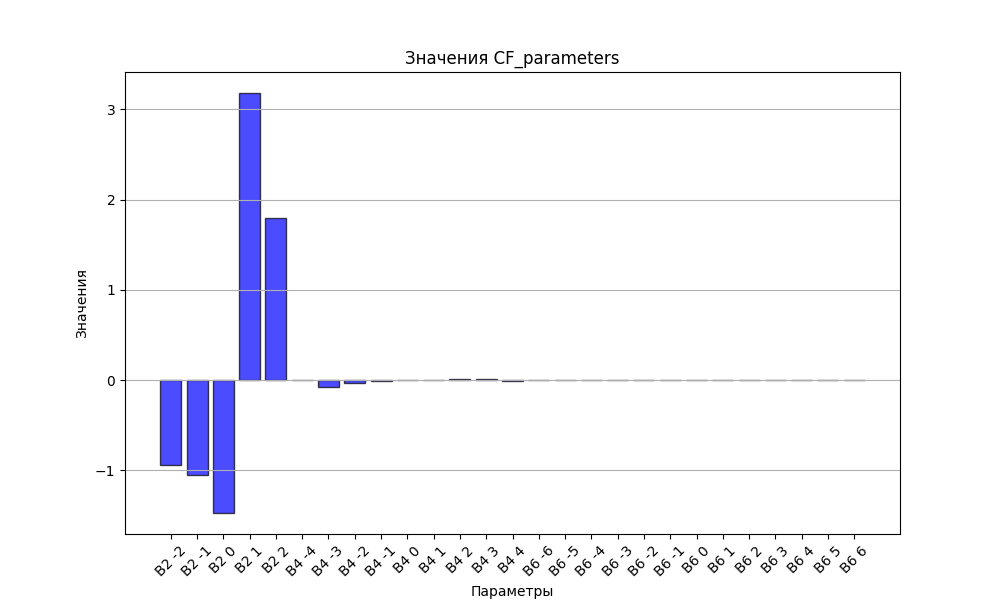 Значения CF_parameters
Значения
3
2
1
0
−1
B2 -2
B2 -1
B2 0
B2 1
B2 2
B4 -4
B4 -3
B4 -2
B4 -1
B4 0
B4 1
B4 2
B4 3
B4 4
B6 -6
B6 -5
B6 -4
B6 -3
B6 -2
B6 -1
B6 0
B6 1
B6 2
B6 3
B6 4
B6 5
B6 6
Параметры